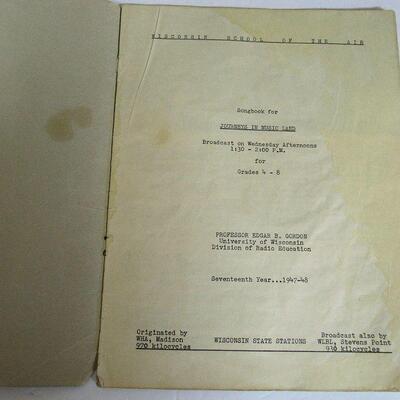 WISCONSIN SCHOOL OF THE AIR
Songbook for
JOURNEYS IN MUSIC LAND
Broadcast on Wednesday Afternoons
1:30 - 2:00 P.M.
for
Grades 4 - 8
PROFESSOR EDGAR B. GORDON
University of Wisconsin
Division of Radio Education
Seventeenth Year...1947-48
Originated by
WHA, Madison
970 kilocycles
WISCONSIN STATE STATIONS
Broadcast also by
WLBL, Stevens Point
930 kilocycles